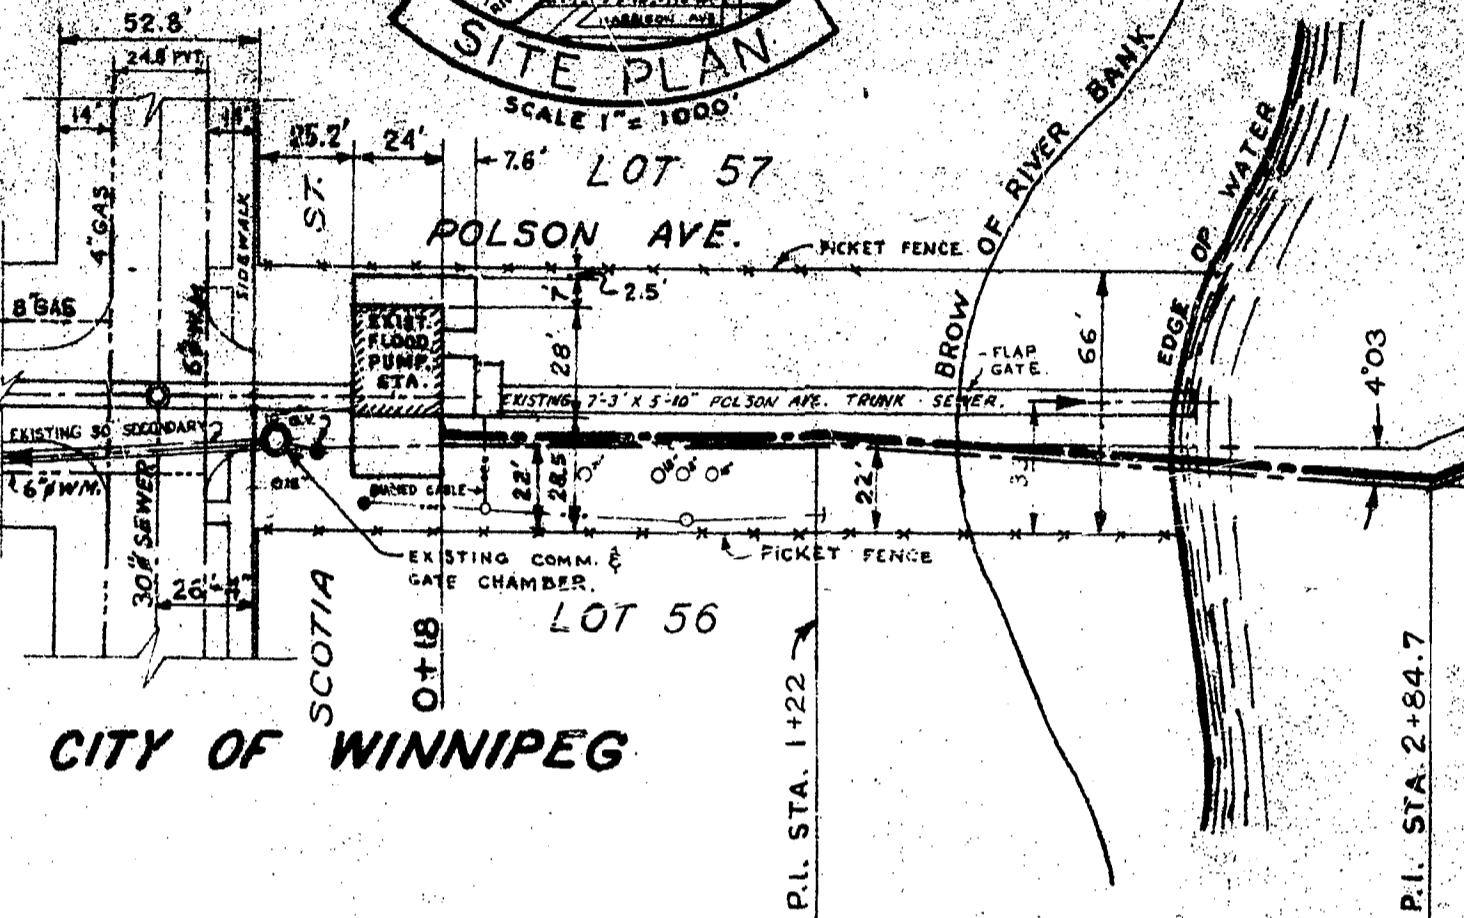 52.8'
24.8' PVT.
14'
HARRISON AVE
SITE PLAN.
SCALE 1"= 1000'
25.2'
24'
7.6'
LOT 57
4" GAS
SIDEWALK
ST.
POLSON AVE.
PICKET FENCE
BROW OF RIVER BANK
EDGE OF WATER
8" GAS
7'
2.5'
28'
66'
4°03
EXIST.
FLOOD
PUMP.
STA.
FLAP
GATE.
EXISTING 7'-3" X 5'-10" POLSON AVE. TRUNK SEWER.
EXISTING 30" SECONDARY
6"ø W.M.
30"ø SEWER
BURIED CABLE
22'
28.5
22'
PICKET FENCE
EXISTING COMM. &
GATE CHAMBER.
LOT 56
SCOTIA
0+18
P.I. STA. 1+22
P.I. STA. 2+84.7
CITY OF WINNIPEG